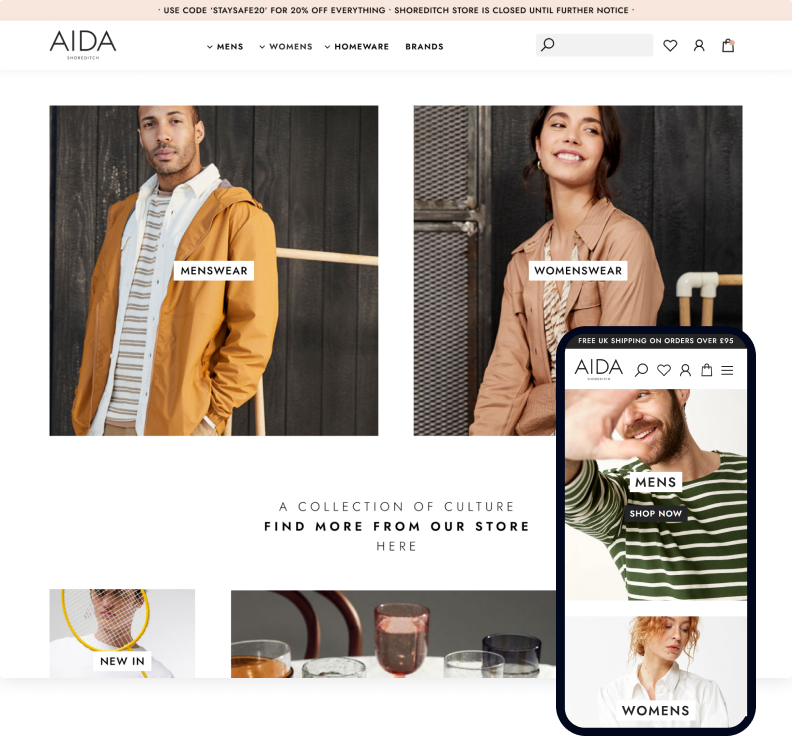 · USE CODE 'STAYSAFE20' FOR 20% OFF EVERYTHING · SHOREDITCH STORE IS CLOSED UNTIL FURTHER NOTICE ·
AIDA
SHOREDITCH
MENS WOMENS HOMEWARE BRANDS
MENSWEAR
WOMENSWEAR
A COLLECTION OF CULTURE
FIND MORE FROM OUR STORE
HERE
NEW IN
FREE UK SHIPPING ON ORDERS OVER £95
AIDA
SHOREDITCH
MENS
SHOP NOW
WOMENS